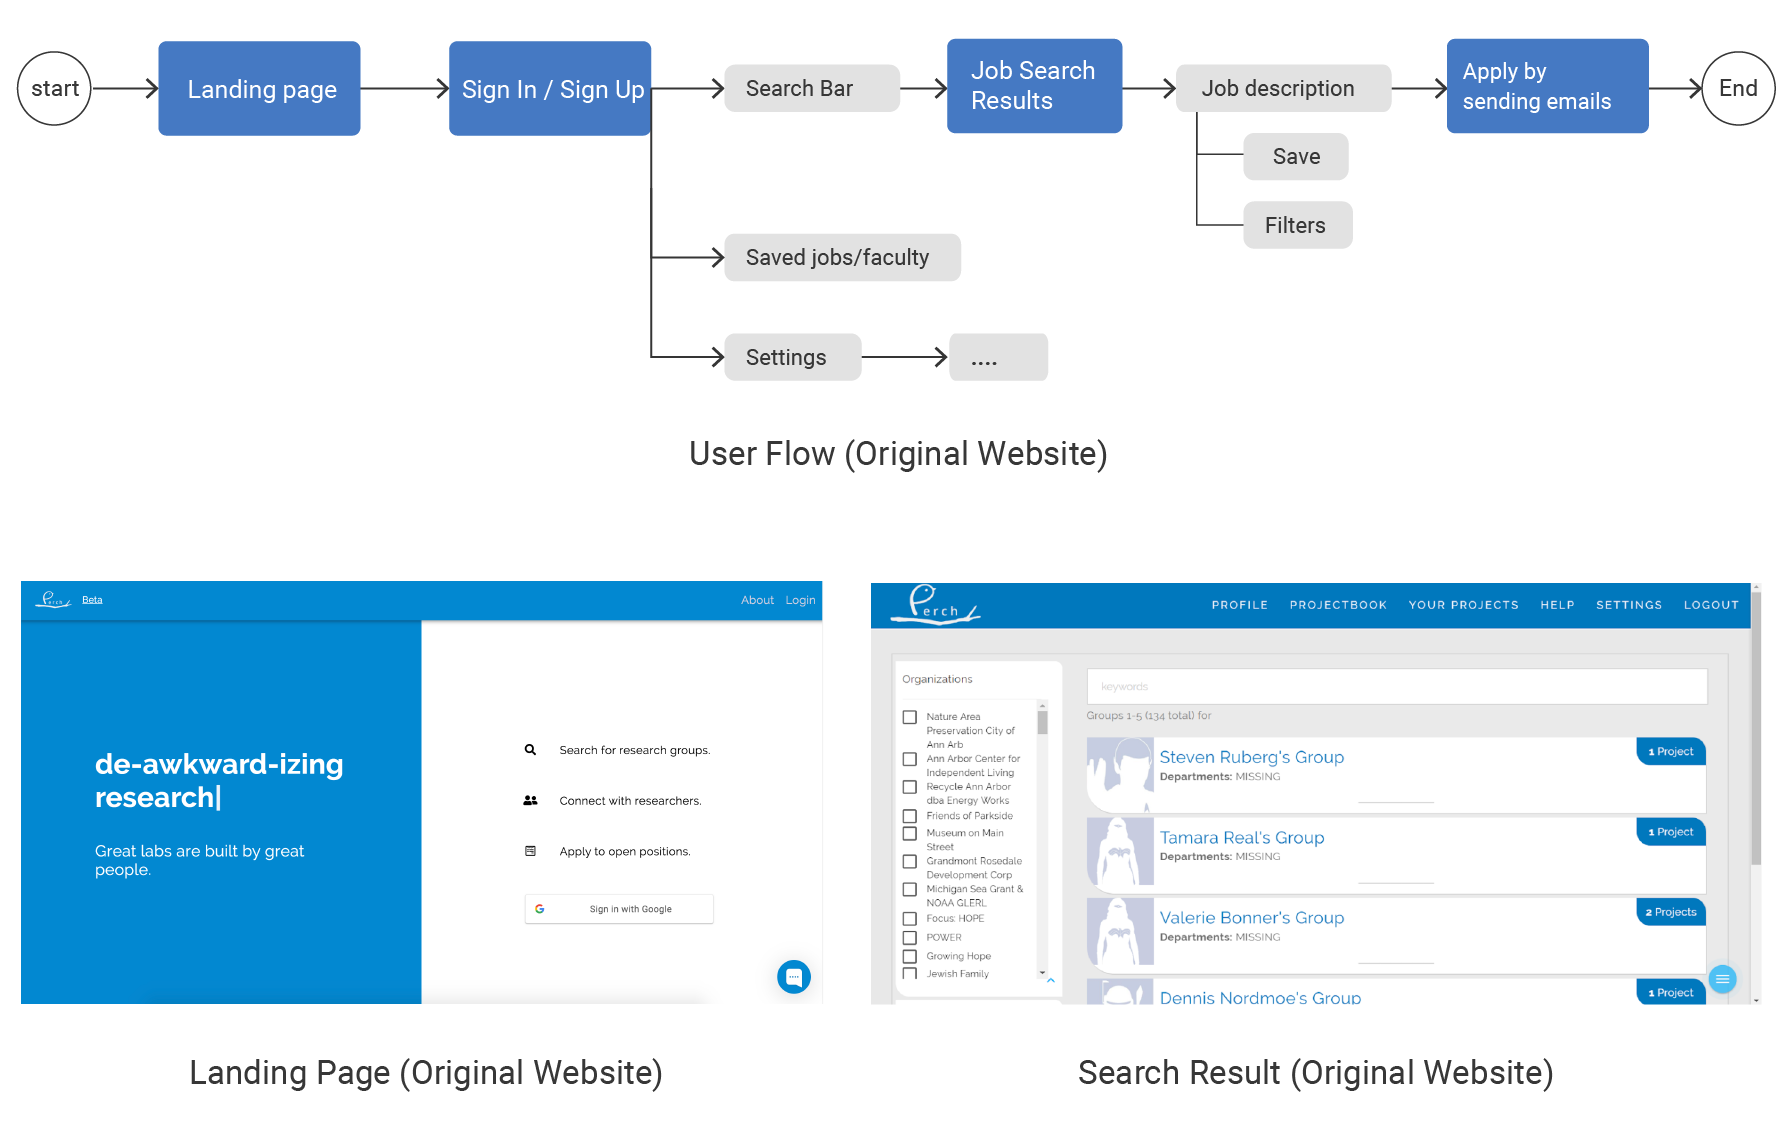 start
Landing page
Sign In / Sign Up
Search Bar
Job Search
Results
Job description
Apply by
sending emails
End
Save
Filters
Saved jobs/faculty
Settings
....
User Flow (Original Website)
Perch
Beta
About
Login
de-awkward-izing
research|
Great labs are built by great
people.
Search for research groups.
Connect with researchers.
Apply to open positions.
Sign in with Google
Landing Page (Original Website)
Perch
PROFILE
PROJECTBOOK
YOUR PROJECTS
HELP
SETTINGS
LOGOUT
Organizations
Nature Area
Preservation City of
Ann Arb
Ann Arbor Center for
Independent Living
Recycle Ann Arbor
dba Energy Works
Friends of Parkside
Museum on Main
Street
Grandmont Rosedale
Development Corp
Michigan Sea Grant &
NOAA GLERL
Focus: HOPE
POWER
Growing Hope
Jewish Family
keywords
Groups 1-5 (134 total) for
Steven Ruberg's Group
Departments: MISSING
1 Project
Tamara Real's Group
Departments: MISSING
1 Project
Valerie Bonner's Group
Departments: MISSING
2 Projects
Dennis Nordmoe's Group
1 Project
Search Result (Original Website)